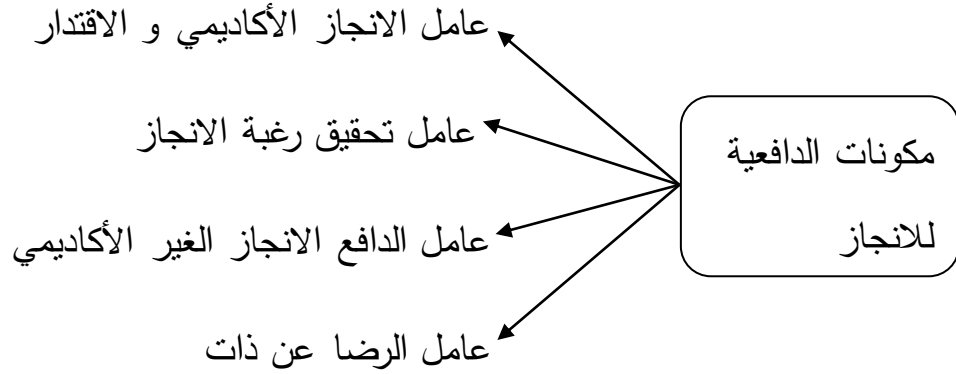 مكونات الدافعية
للانجاز
عامل الانجاز الأكاديمي و الاقتدار
عامل تحقيق رغبة الانجاز
عامل الدافع الانجاز الغير الأكاديمي
عامل الرضا عن ذات